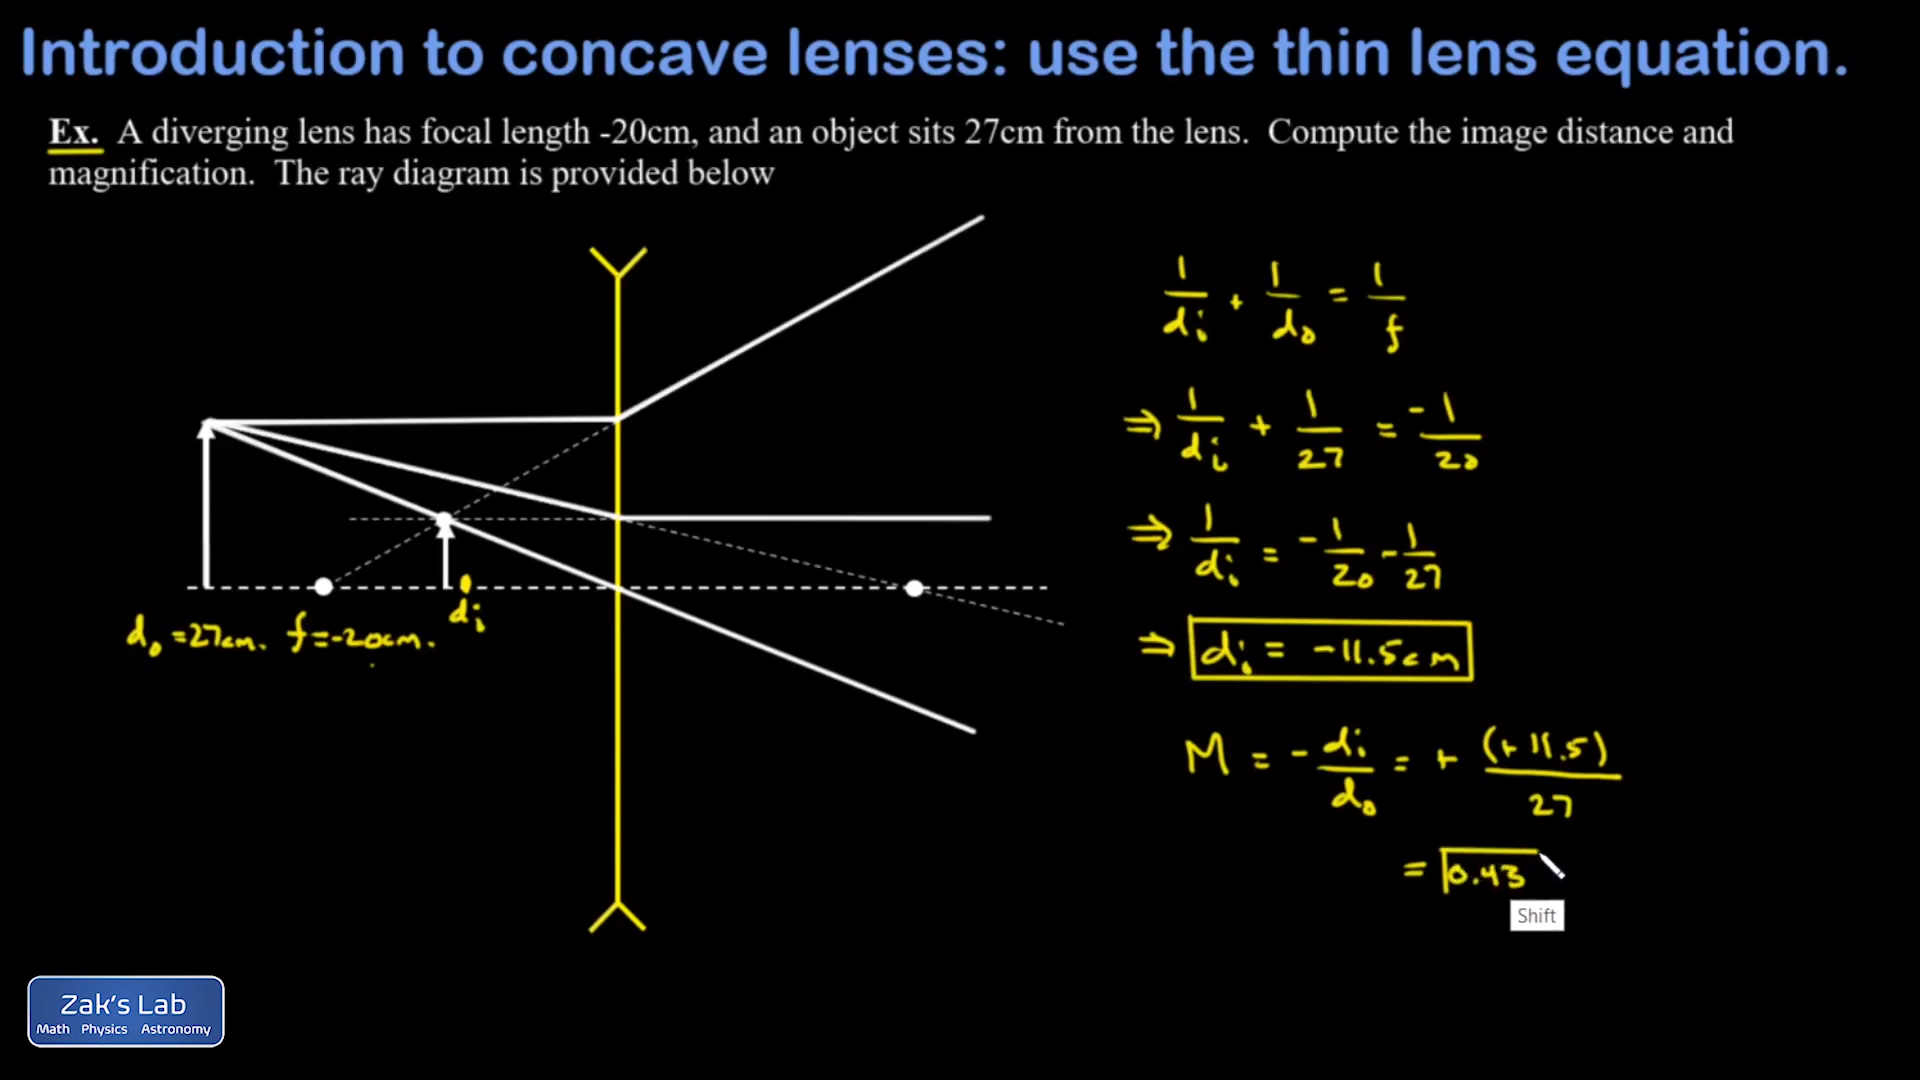 Introduction to concave lenses: use the thin lens equation.
Ex. A diverging lens has focal length -20cm, and an object sits 27cm from the lens. Compute the image distance and
magnification. The ray diagram is provided below
d₀ = 27cm. f = -20cm. dᵢ
1/dᵢ + 1/d₀ = 1/f
⇒ 1/dᵢ + 1/27 = -1/20
⇒ 1/dᵢ = -1/20 - 1/27
⇒ dᵢ = -11.5cm
M = - dᵢ/d₀ = + (+11.5)/27
= 0.43
Shift
Zak's Lab
Math Physics Astronomy